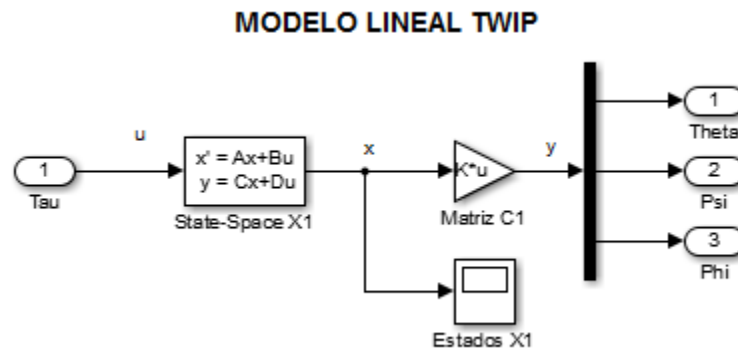 MODELO LINEAL TWIP
u
1
Tau
x' = Ax+Bu
y = Cx+Du
State-Space X1
x
K*u
Matriz C1
y
Estados X1
1
Theta
2
Psi
3
Phi